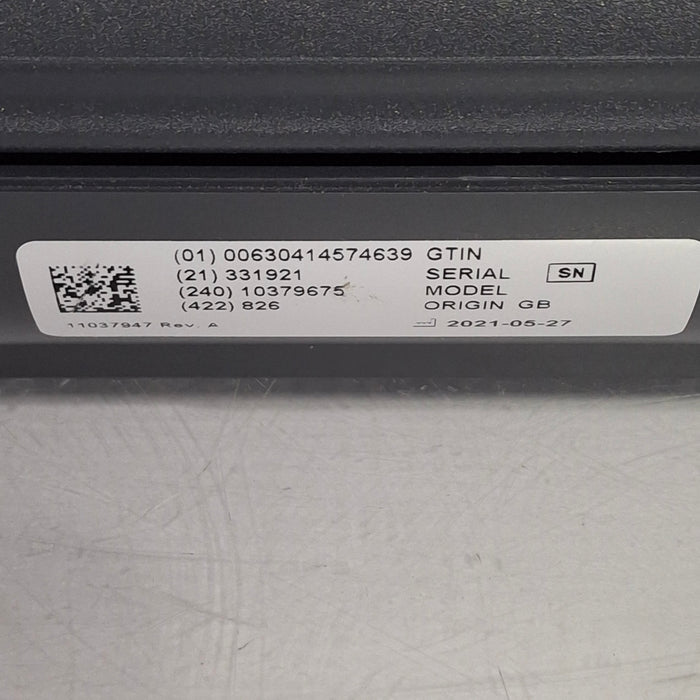 (01) 00630414574639 GTIN
(21) 331921 SERIAL SN
(240) 10379675 MODEL
(422) 826 ORIGIN GB
11037947 Rev. A 2021-05-27